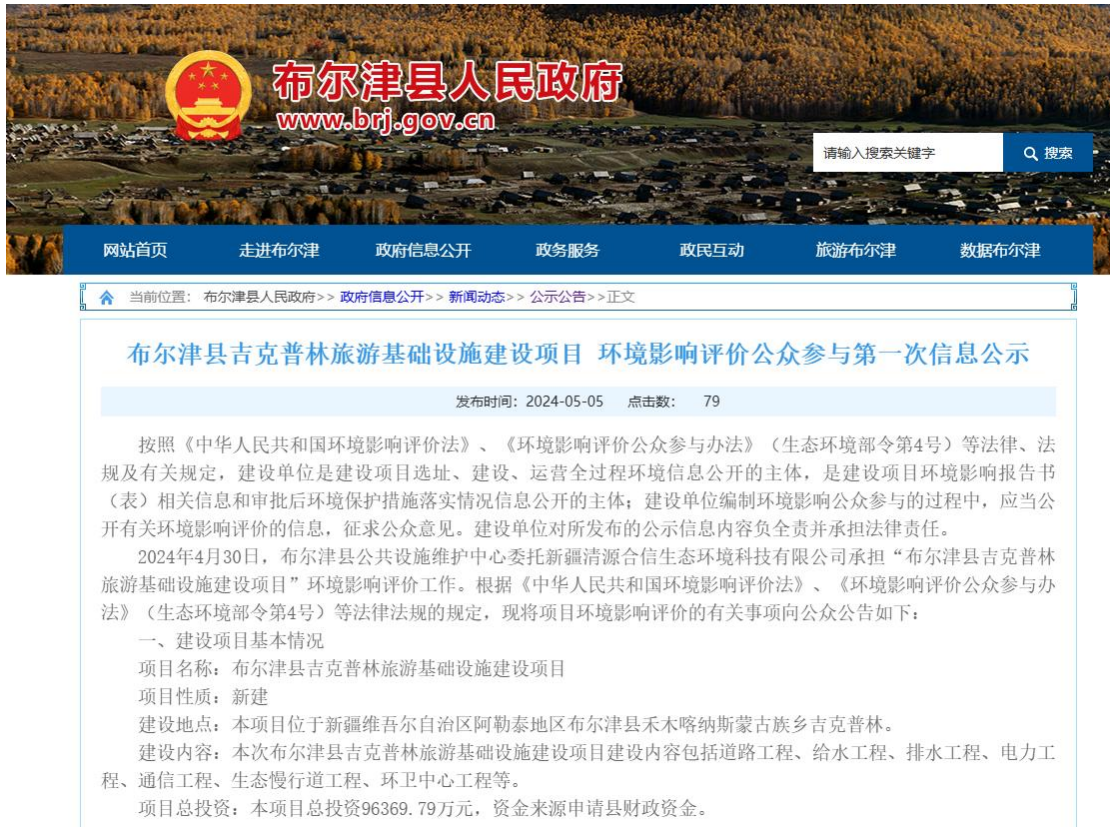 布尔津县人民政府
www.brj.gov.cn
请输入搜索关键字 搜索
网站首页 走进布尔津 政府信息公开 政务服务 政民互动 旅游布尔津 数据布尔津
当前位置： 布尔津县人民政府>> 政府信息公开>> 新闻动态>> 公示公告>>正文
布尔津县吉克普林旅游基础设施建设项目 环境影响评价公众参与第一次信息公示
发布时间：2024-05-05 点击数： 79
按照《中华人民共和国环境影响评价法》、《环境影响评价公众参与办法》（生态环境部令第4号）等法律、法
规及有关规定，建设单位是建设项目选址、建设、运营全过程环境信息公开的主体，是建设项目环境影响报告书
（表）相关信息和审批后环境保护措施落实情况信息公开的主体；建设单位编制环境影响公众参与的过程中，应当公
开有关环境影响评价的信息，征求公众意见。建设单位对所发布的公示信息内容负全责并承担法律责任。
2024年4月30日，布尔津县公共设施维护中心委托新疆清源合信生态环境科技有限公司承担“布尔津县吉克普林
旅游基础设施建设项目”环境影响评价工作。根据《中华人民共和国环境影响评价法》、《环境影响评价公众参与办
法》（生态环境部令第4号）等法律法规的规定，现将项目环境影响评价的有关事项向公众公告如下：
一、建设项目基本情况
项目名称：布尔津县吉克普林旅游基础设施建设项目
项目性质：新建
建设地点：本项目位于新疆维吾尔自治区阿勒泰地区布尔津县禾木喀纳斯蒙古族乡吉克普林。
建设内容：本次布尔津县吉克普林旅游基础设施建设项目建设内容包括道路工程、给水工程、排水工程、电力工
程、通信工程、生态慢行道工程、环卫中心工程等。
项目总投资：本项目总投资96369.79万元，资金来源申请县财政资金。